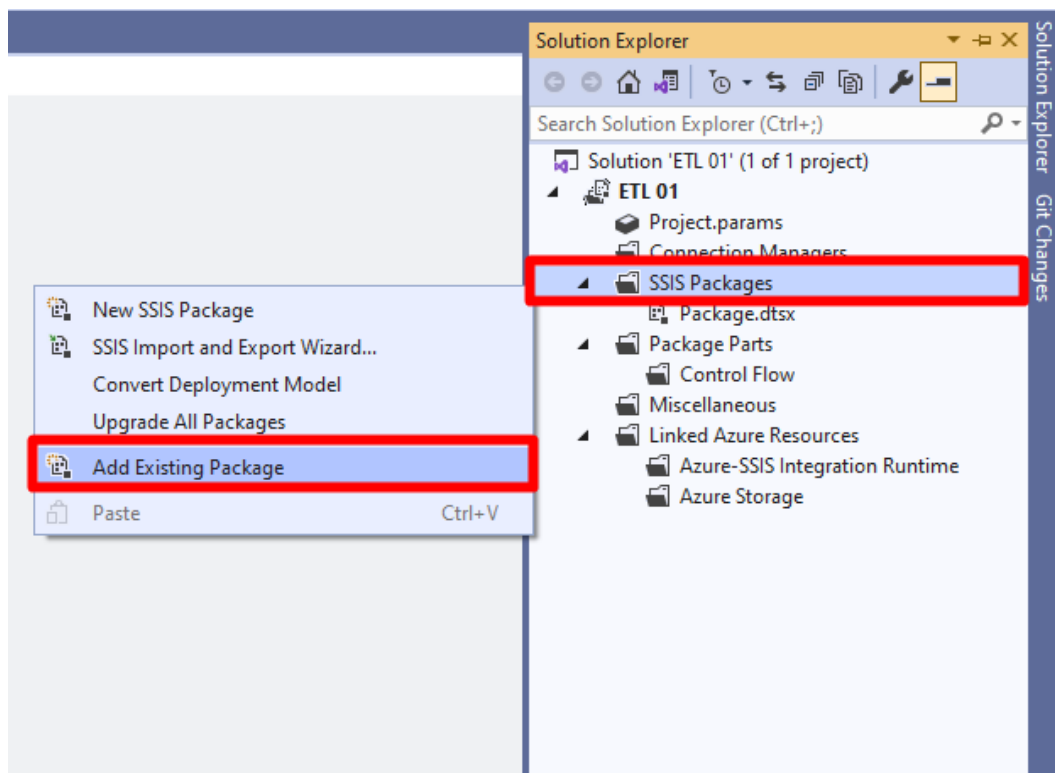 Solution Explorer
Search Solution Explorer (Ctrl+;)
Solution 'ETL 01' (1 of 1 project)
ETL 01
Project.params
Connection Managers
SSIS Packages
Package.dtsx
Package Parts
Control Flow
Miscellaneous
Linked Azure Resources
Azure-SSIS Integration Runtime
Azure Storage
New SSIS Package
SSIS Import and Export Wizard...
Convert Deployment Model
Upgrade All Packages
Add Existing Package
Paste Ctrl+V
Solution Explorer
Git Changes